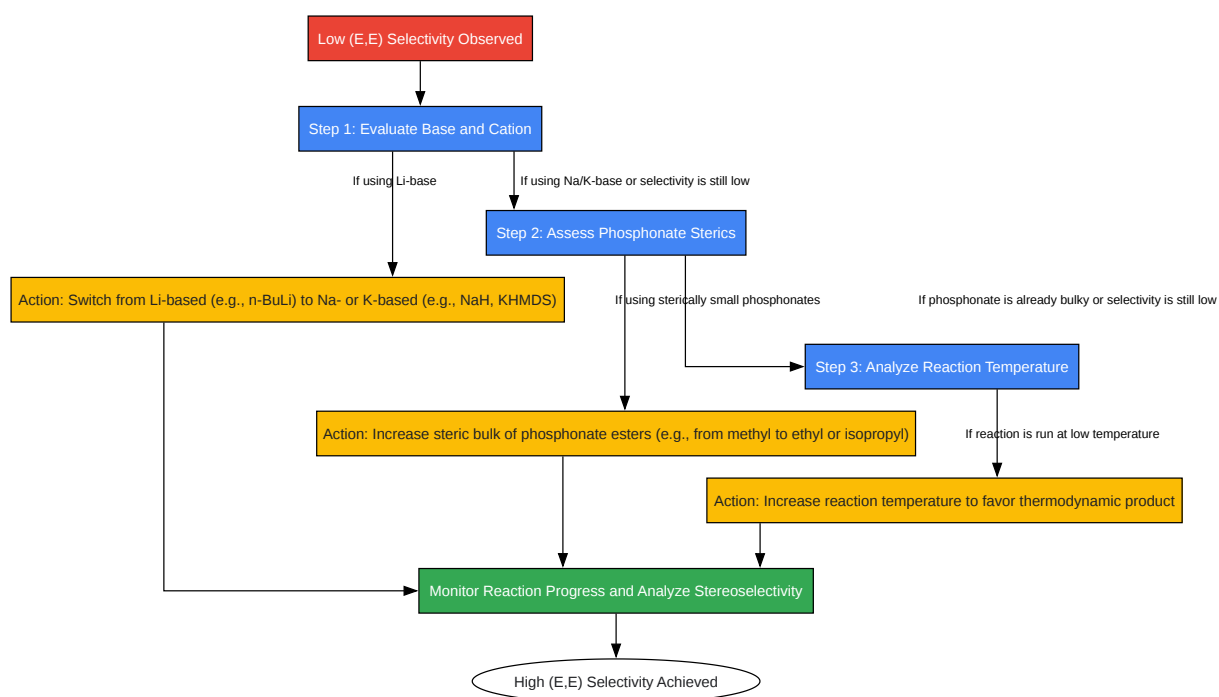 Low (E,E) Selectivity Observed
Step 1: Evaluate Base and Cation
If using Li-base
If using Na/K-base or selectivity is still low
Step 2: Assess Phosphonate Sterics
Action: Switch from Li-based (e.g., n-BuLi) to Na- or K-based (e.g., NaH, KHMDS)
If using sterically small phosphonates
If phosphonate is already bulky or selectivity is still low
Step 3: Analyze Reaction Temperature
Action: Increase steric bulk of phosphonate esters (e.g., from methyl to ethyl or isopropyl)
If reaction is run at low temperature
Action: Increase reaction temperature to favor thermodynamic product
Monitor Reaction Progress and Analyze Stereoselectivity
High (E,E) Selectivity Achieved